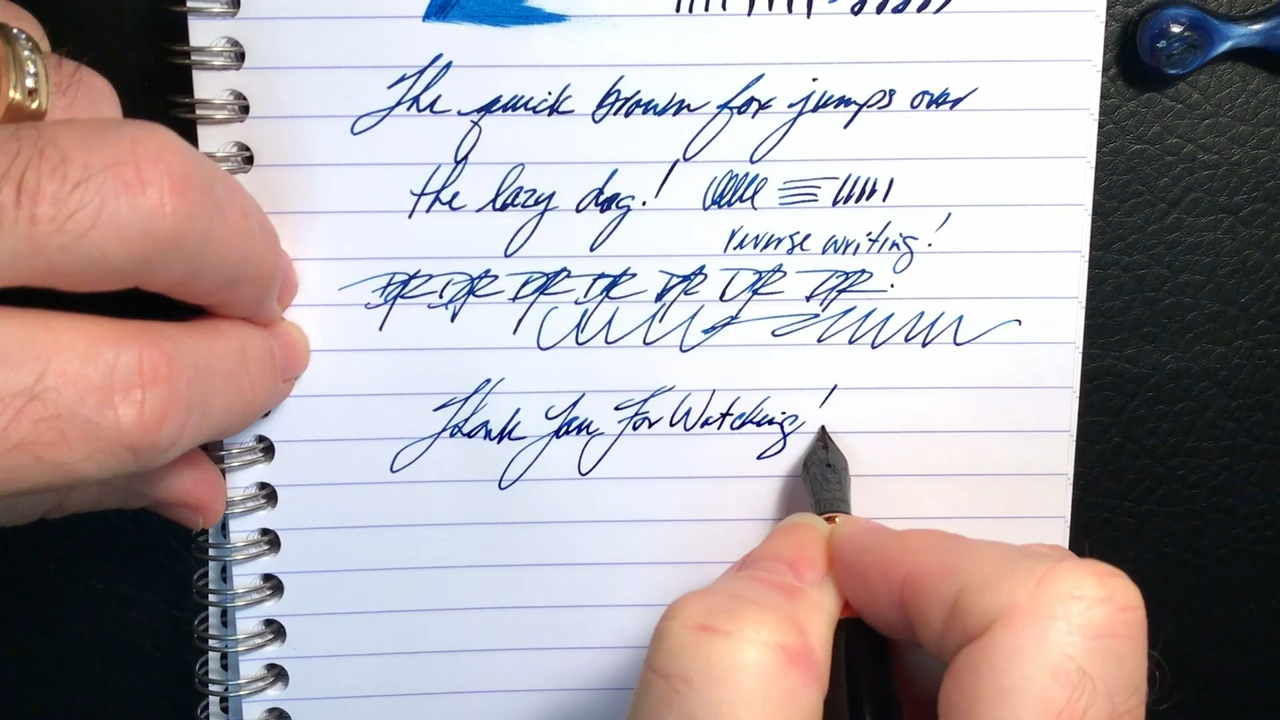 The quick brown fox jumps over
the lazy dog!
reverse writing!
Thank You For Watching!